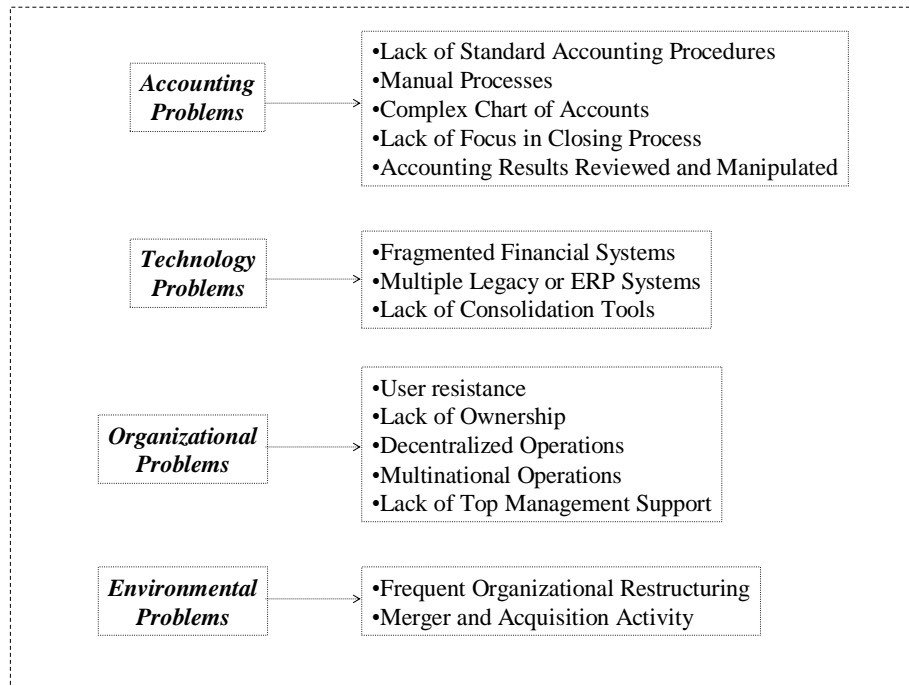 Accounting
Problems
•Lack of Standard Accounting Procedures
•Manual Processes
•Complex Chart of Accounts
•Lack of Focus in Closing Process
•Accounting Results Reviewed and Manipulated
Technology
Problems
•Fragmented Financial Systems
•Multiple Legacy or ERP Systems
•Lack of Consolidation Tools
Organizational
Problems
•User resistance
•Lack of Ownership
•Decentralized Operations
•Multinational Operations
•Lack of Top Management Support
Environmental
Problems
•Frequent Organizational Restructuring
•Merger and Acquisition Activity